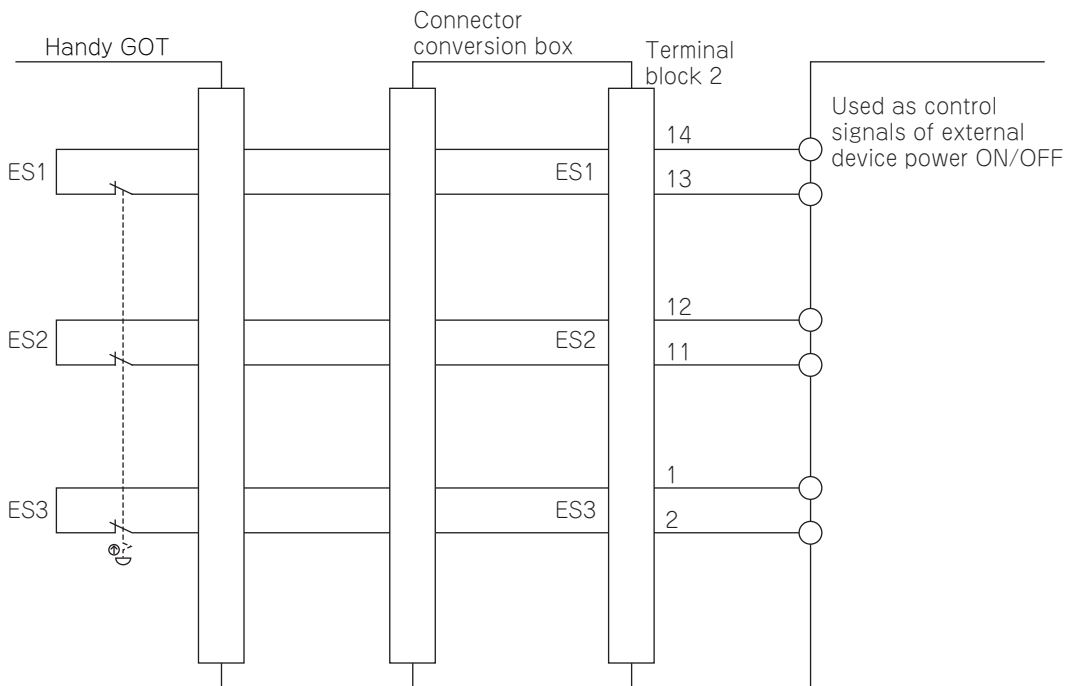 Handy GOT
Connector
conversion box
Terminal
block 2
Used as control
signals of external
device power ON/OFF
ES1
ES1
14
13
ES2
ES2
12
11
ES3
ES3
1
2